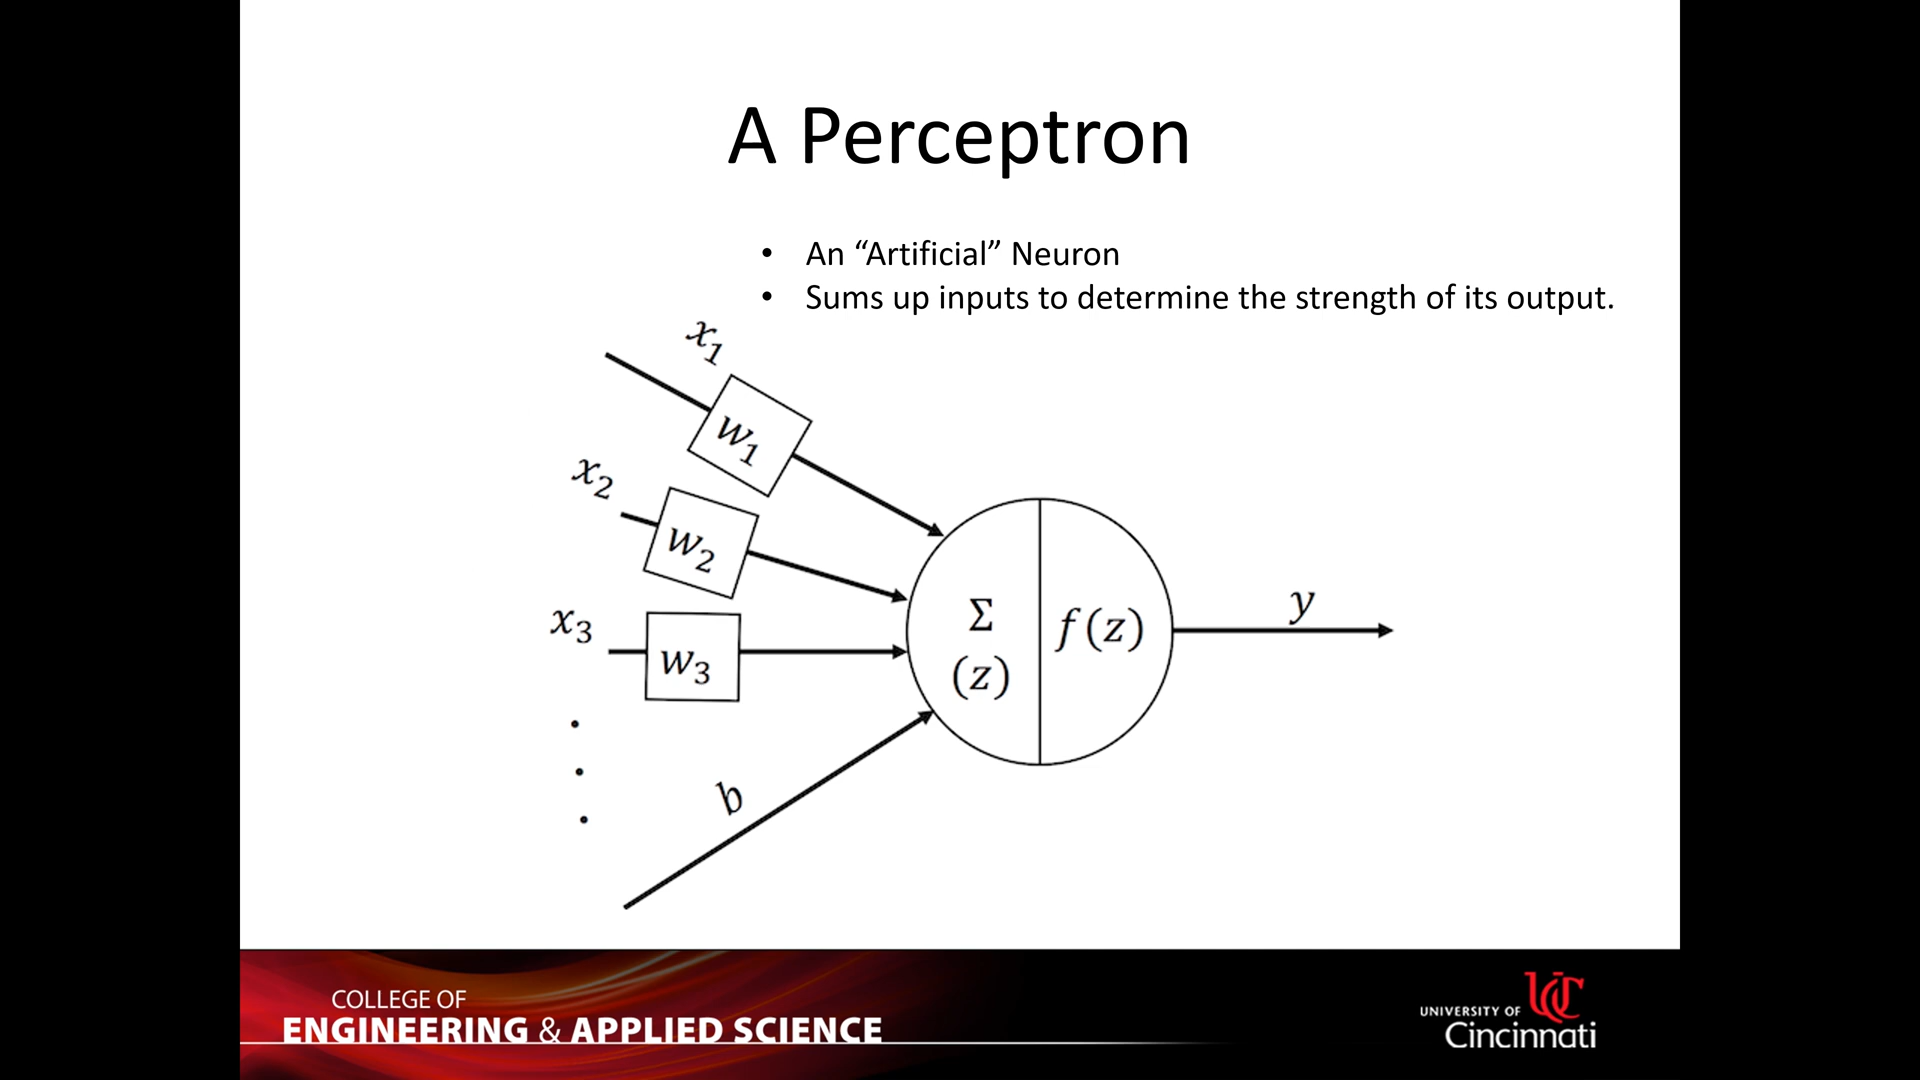 A Perceptron
• An “Artificial” Neuron
• Sums up inputs to determine the strength of its output.
x₁
w₁
x₂
w₂
x₃
w₃
b
Σ
(z)
f(z)
y
COLLEGE OF
ENGINEERING & APPLIED SCIENCE
UC
UNIVERSITY OF
Cincinnati